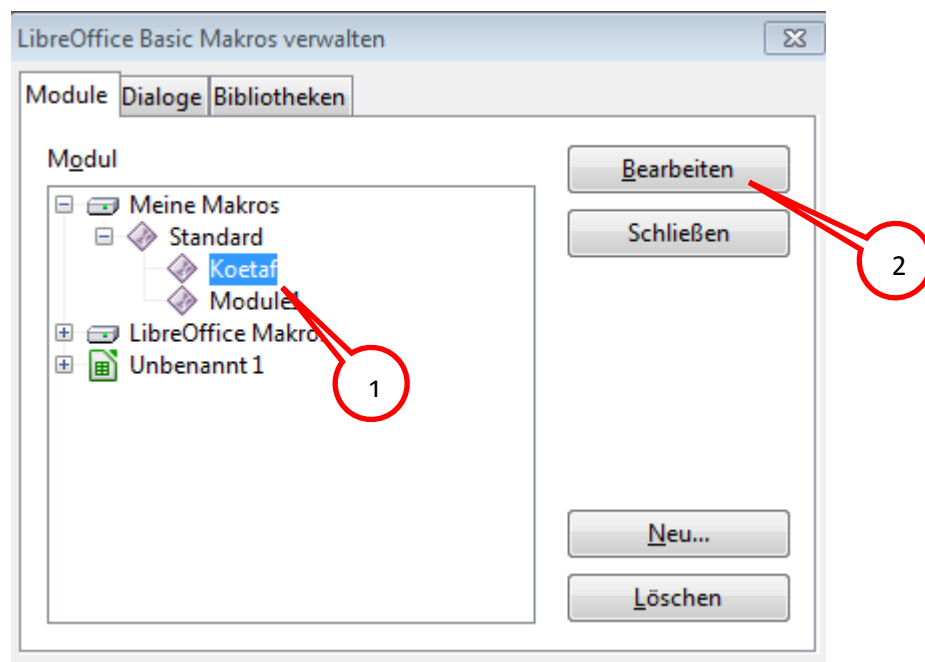 LibreOffice Basic Makros verwalten
Module Dialoge Bibliotheken
Modul
Bearbeiten
Meine Makros
Schließen
Standard
2
Koetaf
Module1
LibreOffice Makro
Unbenannt 1
1
Neu...
Löschen